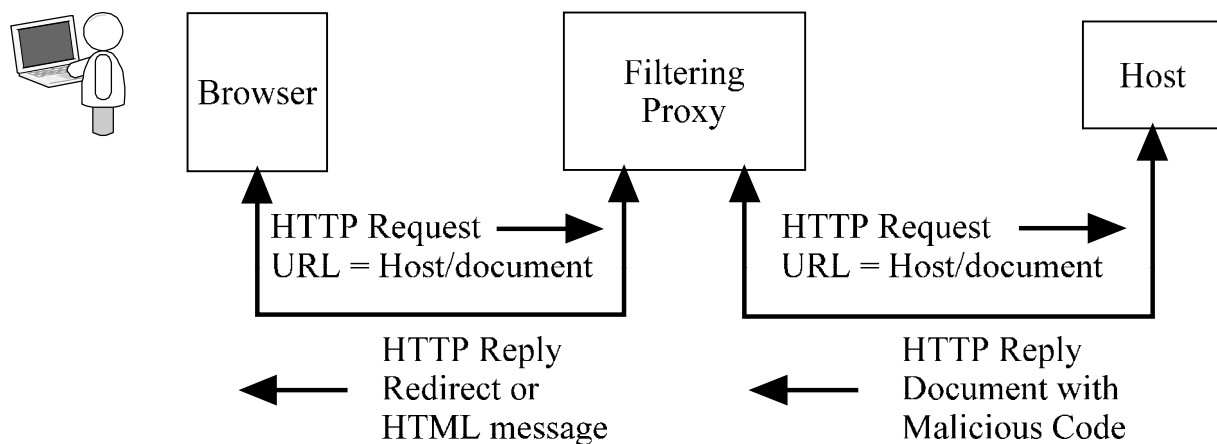 Browser
Filtering
Proxy
Host
HTTP Request
URL = Host/document
HTTP Request
URL = Host/document
HTTP Reply
Redirect or
HTML message
HTTP Reply
Document with
Malicious Code